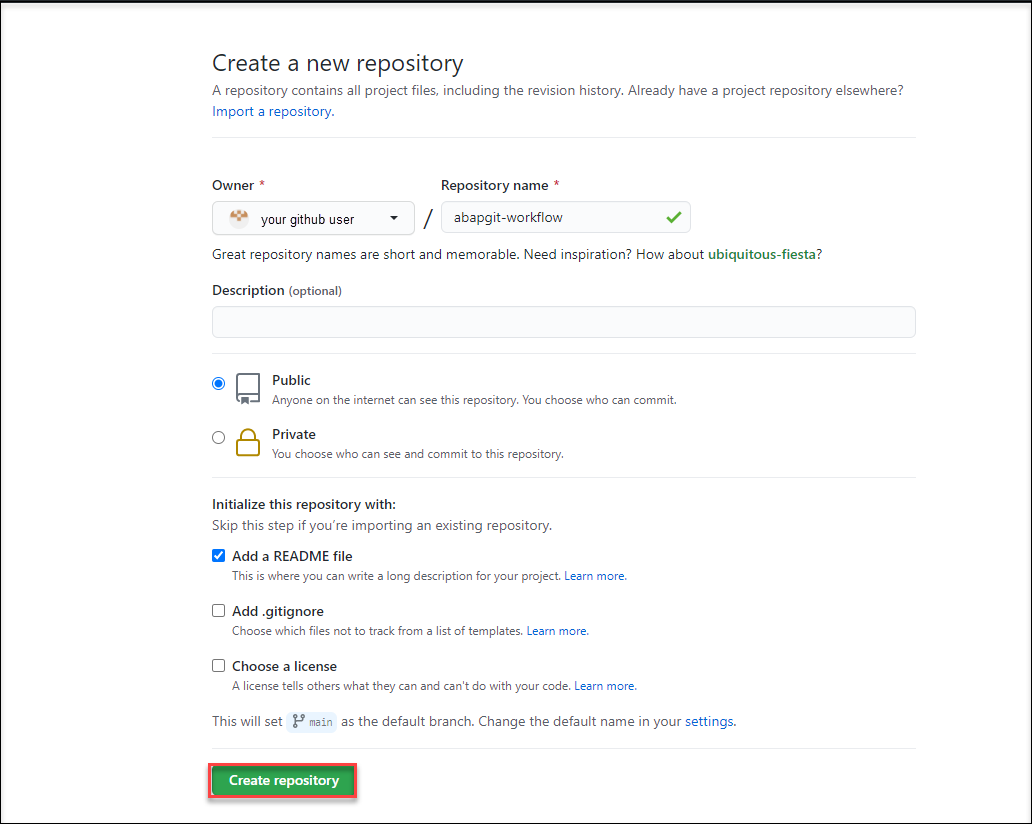 Create a new repository
A repository contains all project files, including the revision history. Already have a project repository elsewhere?
Import a repository.
Owner *
Repository name *
your github user
/
abapgit-workflow
Great repository names are short and memorable. Need inspiration? How about ubiquitous-fiesta?
Description (optional)
Public
Anyone on the internet can see this repository. You choose who can commit.
Private
You choose who can see and commit to this repository.
Initialize this repository with:
Skip this step if you're importing an existing repository.
Add a README file
This is where you can write a long description for your project. Learn more.
Add .gitignore
Choose which files not to track from a list of templates. Learn more.
Choose a license
A license tells others what they can and can't do with your code. Learn more.
This will set main as the default branch. Change the default name in your settings.
Create repository